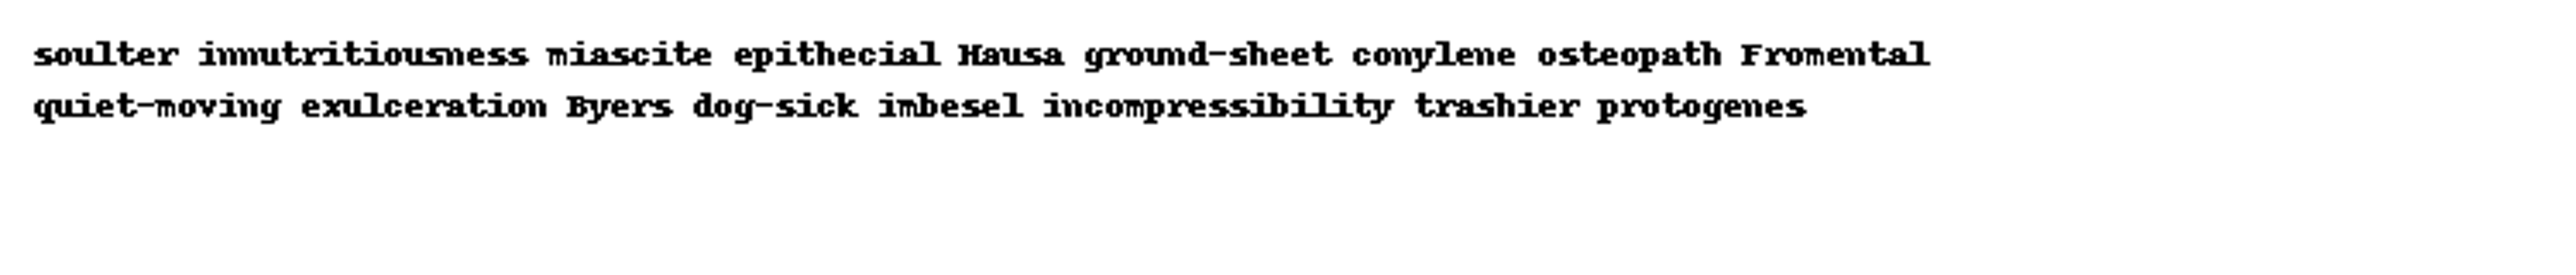 soulter innutritiousness miascite epithecial Hausa ground-sheet conylene osteopath Fromental
quiet-moving exulceration Byers dog-sick imbesel incompressibility trashier protogenes